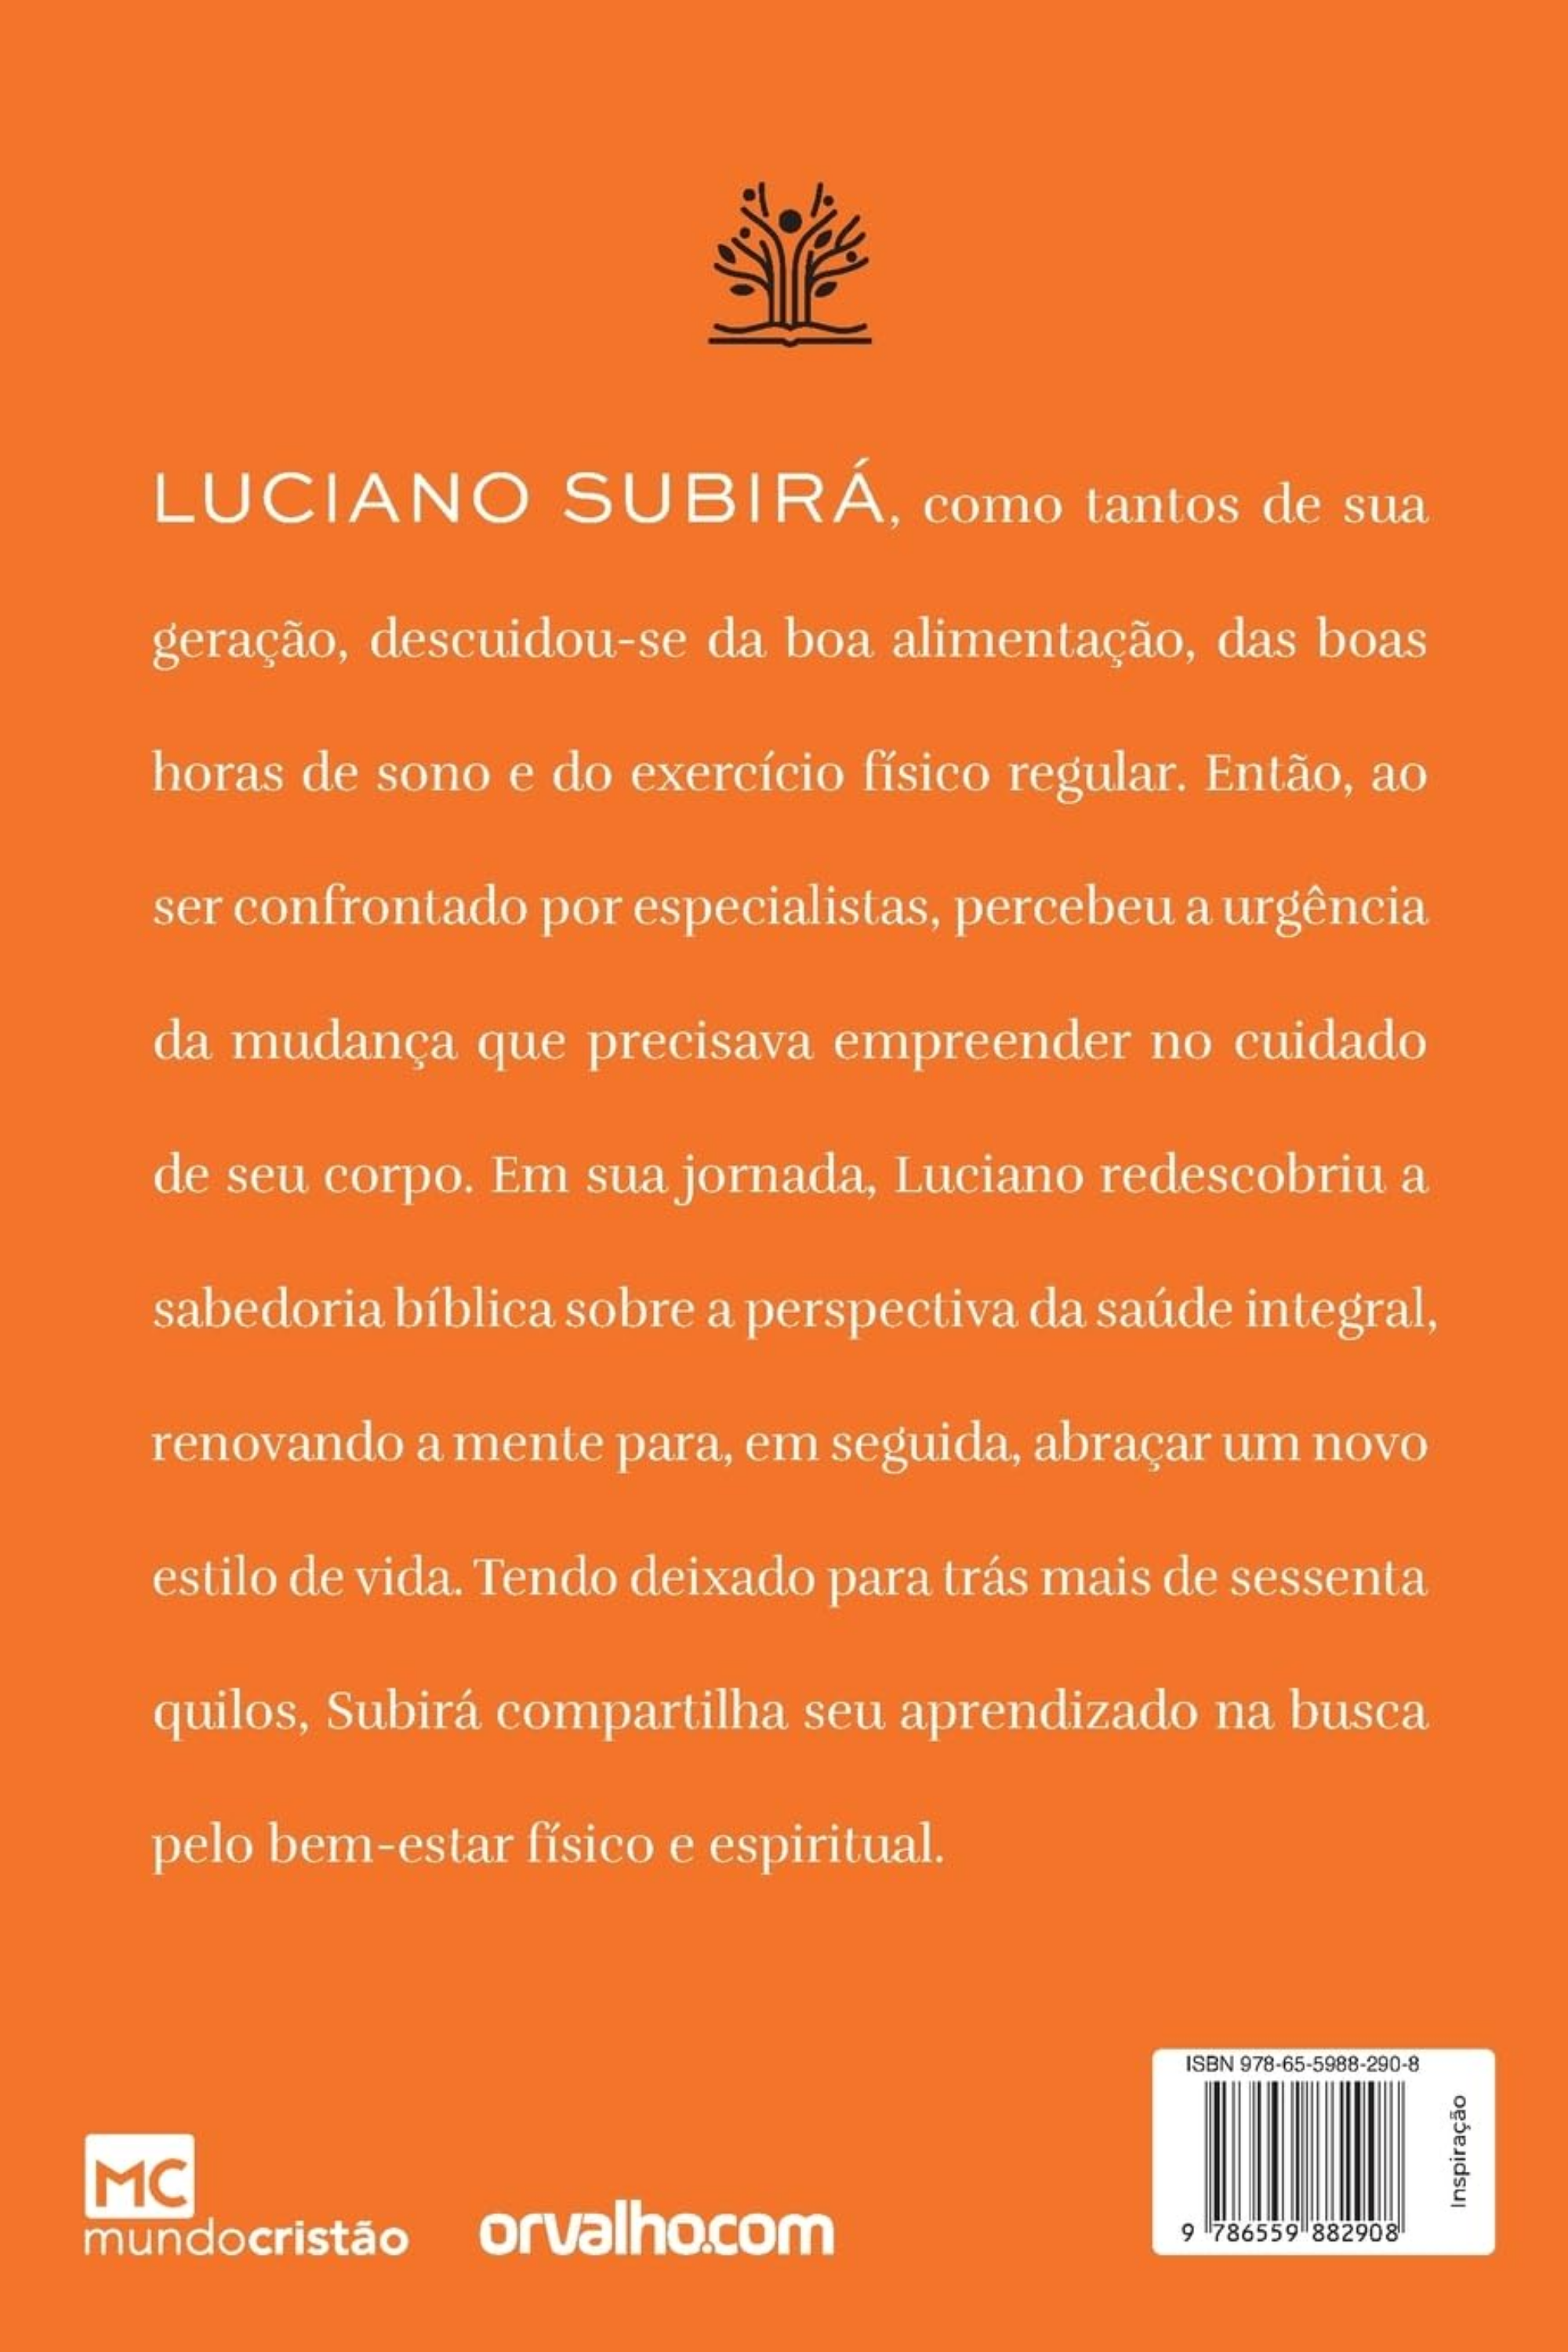 LUCIANO SUBIRÁ, como tantos de sua
geração, descuidou-se da boa alimentação, das boas
horas de sono e do exercício físico regular. Então, ao
ser confrontado por especialistas, percebeu a urgência
da mudança que precisava empreender no cuidado
de seu corpo. Em sua jornada, Luciano redescobriu a
sabedoria bíblica sobre a perspectiva da saúde integral,
renovando a mente para, em seguida, abraçar um novo
estilo de vida. Tendo deixado para trás mais de sessenta
quilos, Subirá compartilha seu aprendizado na busca
pelo bem-estar físico e espiritual.
MC
mundocristão
orvalho.com
ISBN 978-65-5988-290-8
9 786559 882908
Inspiração